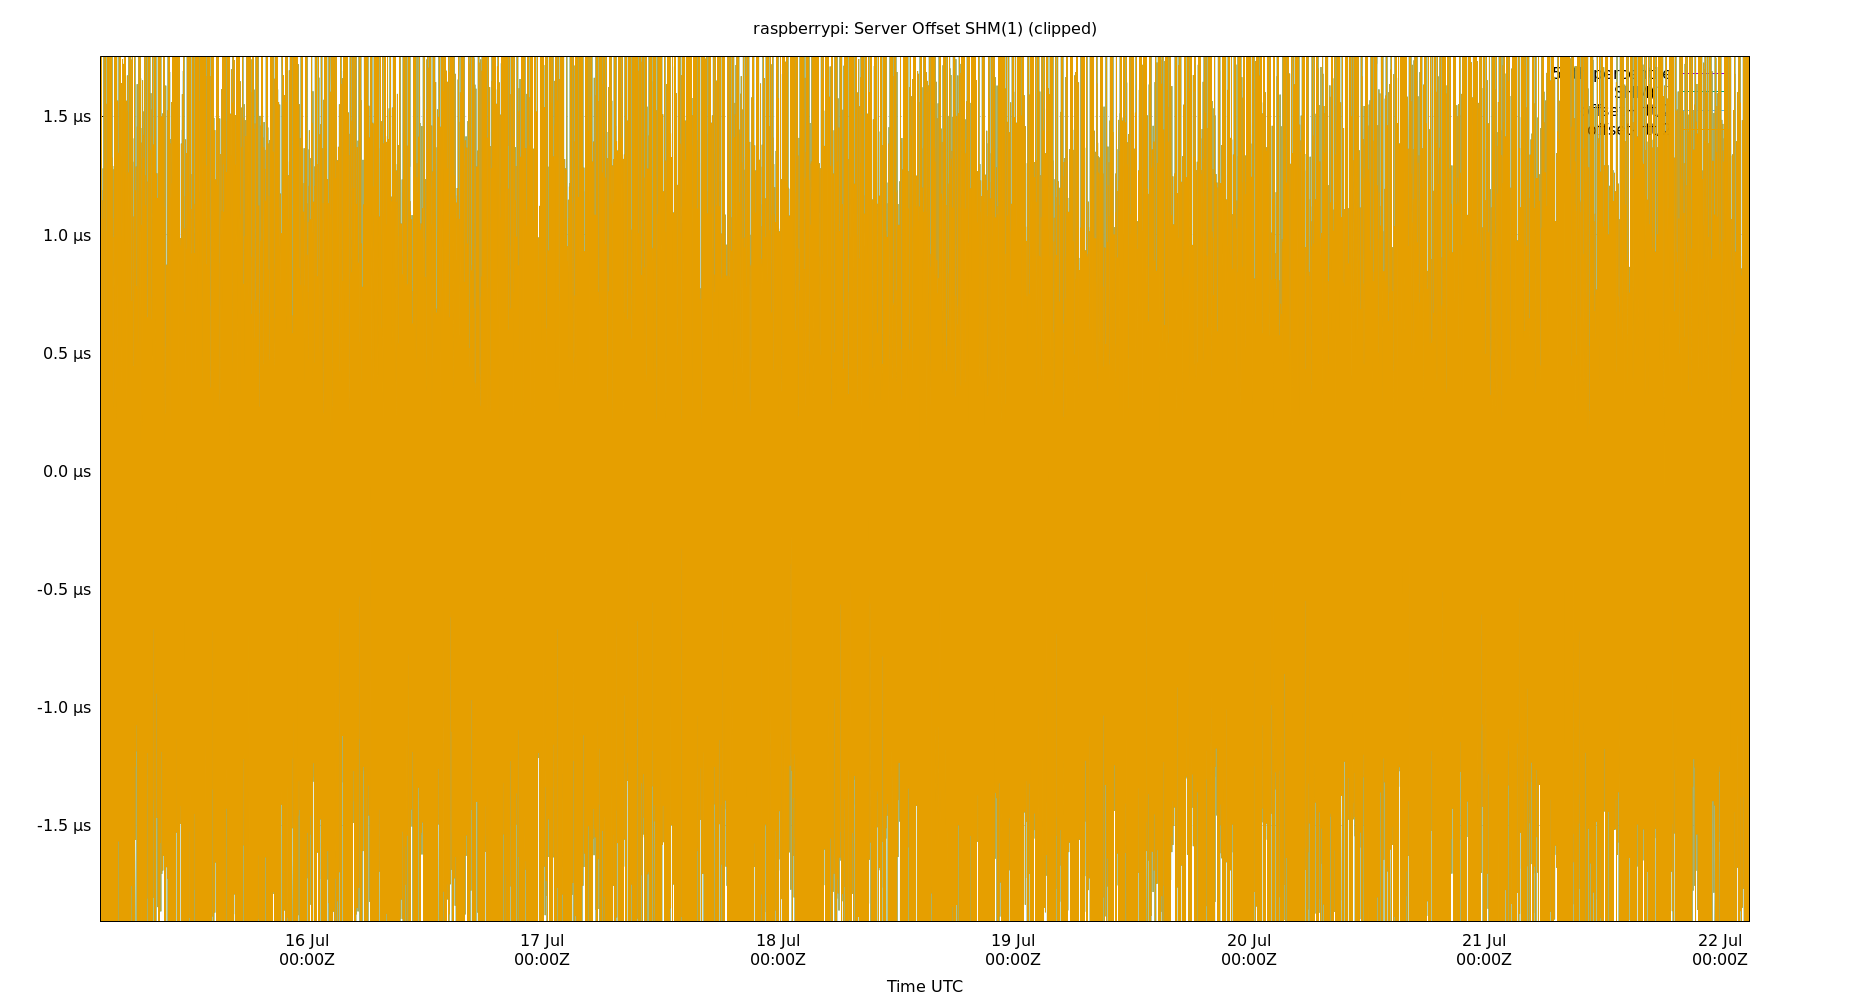 raspberrypi: Server Offset SHM(1) (clipped)
1.5 µs
1.0 µs
0.5 µs
0.0 µs
-0.5 µs
-1.0 µs
-1.5 µs
16 Jul 17 Jul 18 Jul 19 Jul 20 Jul 21 Jul 22 Jul
00:00Z 00:00Z 00:00Z 00:00Z 00:00Z 00:00Z 00:00Z
Time UTC